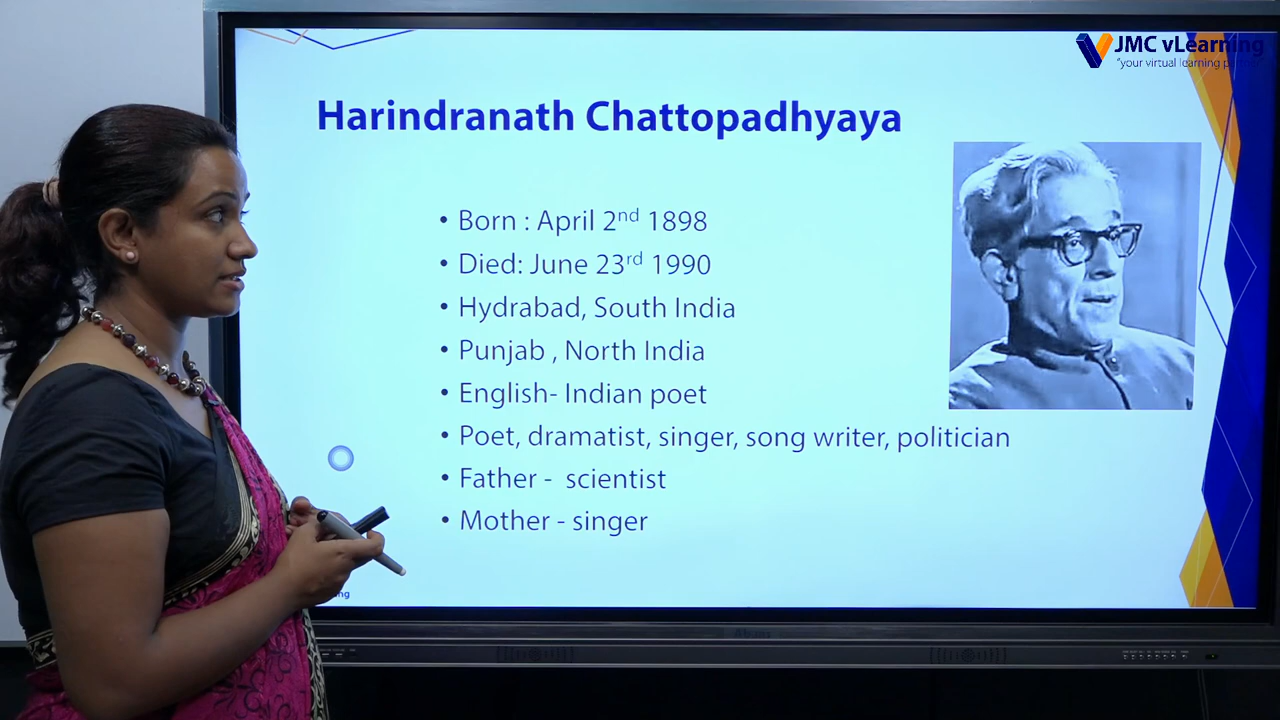 JMC vLearning
"your virtual learning
Harindranath Chattopadhyaya
• Born : April 2nd 1898
• Died: June 23rd 1990
• Hydrabad, South India
• Punjab , North India
• English- Indian poet
• Poet, dramatist, singer, song writer, politician
• Father - scientist
• Mother - singer